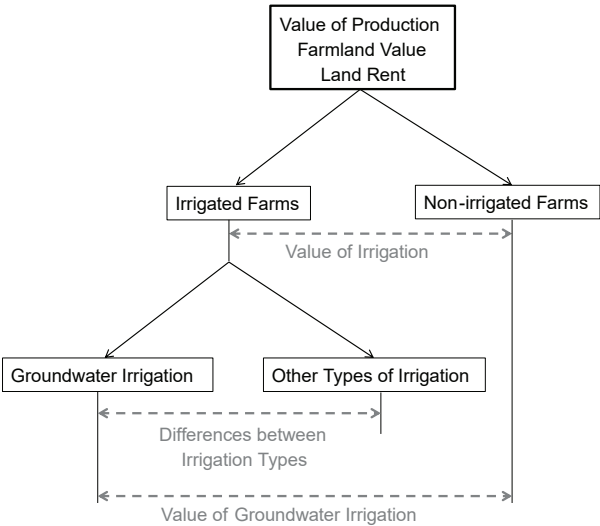 Value of Production
Farmland Value
Land Rent
Irrigated Farms
Non-irrigated Farms
Value of Irrigation
Groundwater Irrigation
Other Types of Irrigation
Differences between
Irrigation Types
Value of Groundwater Irrigation